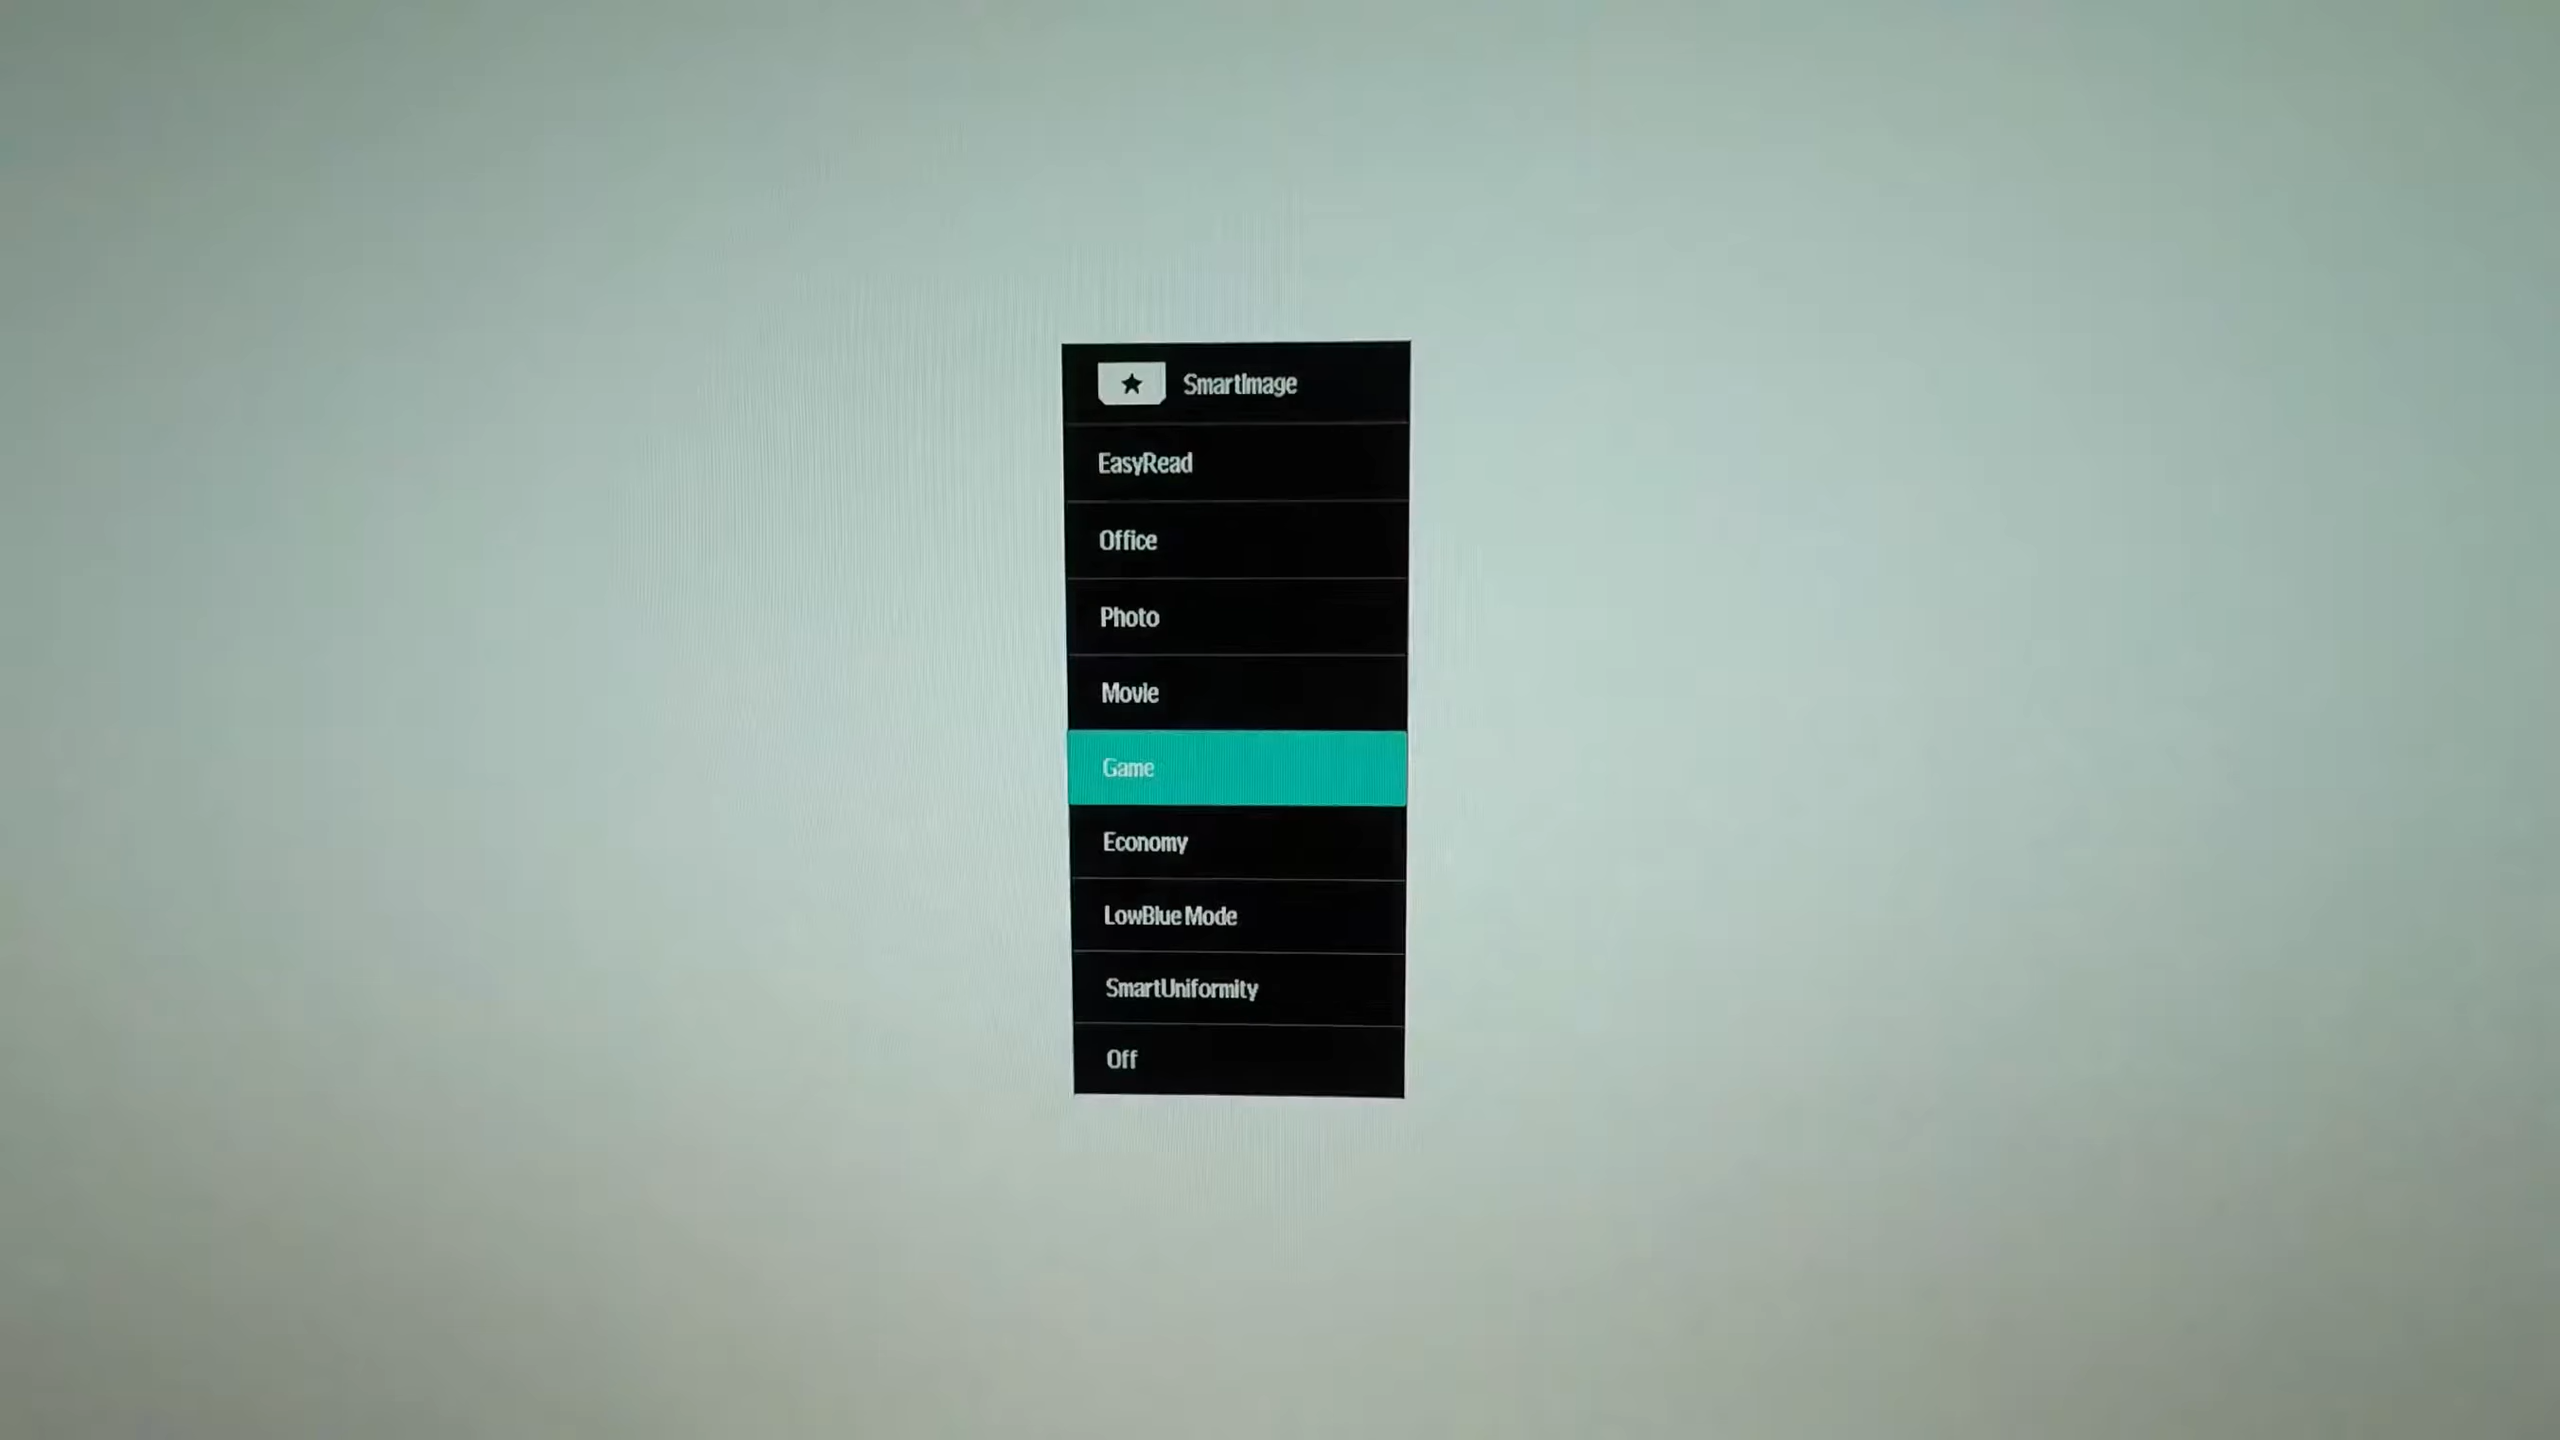 SmartImage
EasyRead
Office
Photo
Movie
Game
Economy
LowBlue Mode
SmartUniformity
Off